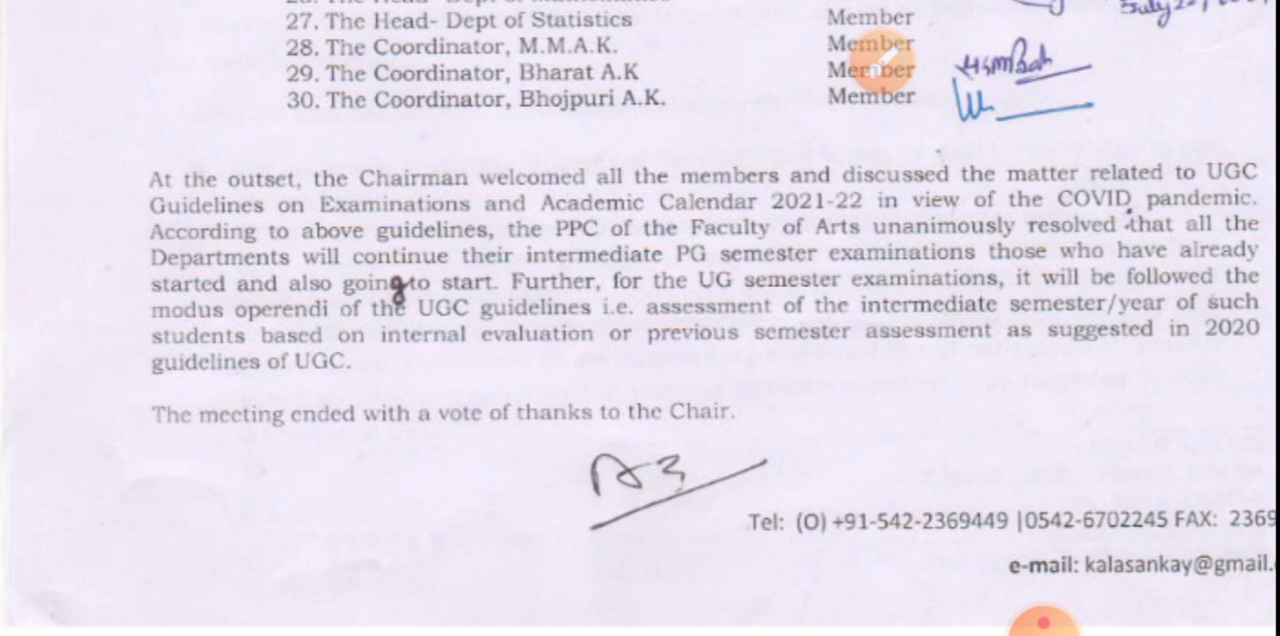 27. The Head- Dept of Statistics Member
28. The Coordinator, M.M.A.K. Member
29. The Coordinator, Bharat A.K Member
30. The Coordinator, Bhojpuri A.K. Member
At the outset, the Chairman welcomed all the members and discussed the matter related to UGC
Guidelines on Examinations and Academic Calendar 2021-22 in view of the COVID pandemic.
According to above guidelines, the PPC of the Faculty of Arts unanimously resolved that all the
Departments will continue their intermediate PG semester examinations those who have already
started and also going to start. Further, for the UG semester examinations, it will be followed the
modus operendi of the UGC guidelines i.e. assessment of the intermediate semester/year of such
students based on internal evaluation or previous semester assessment as suggested in 2020
guidelines of UGC.
The meeting ended with a vote of thanks to the Chair.
Tel: (O) +91-542-2369449 |0542-6702245 FAX: 2369
e-mail: kalasankay@gmail.